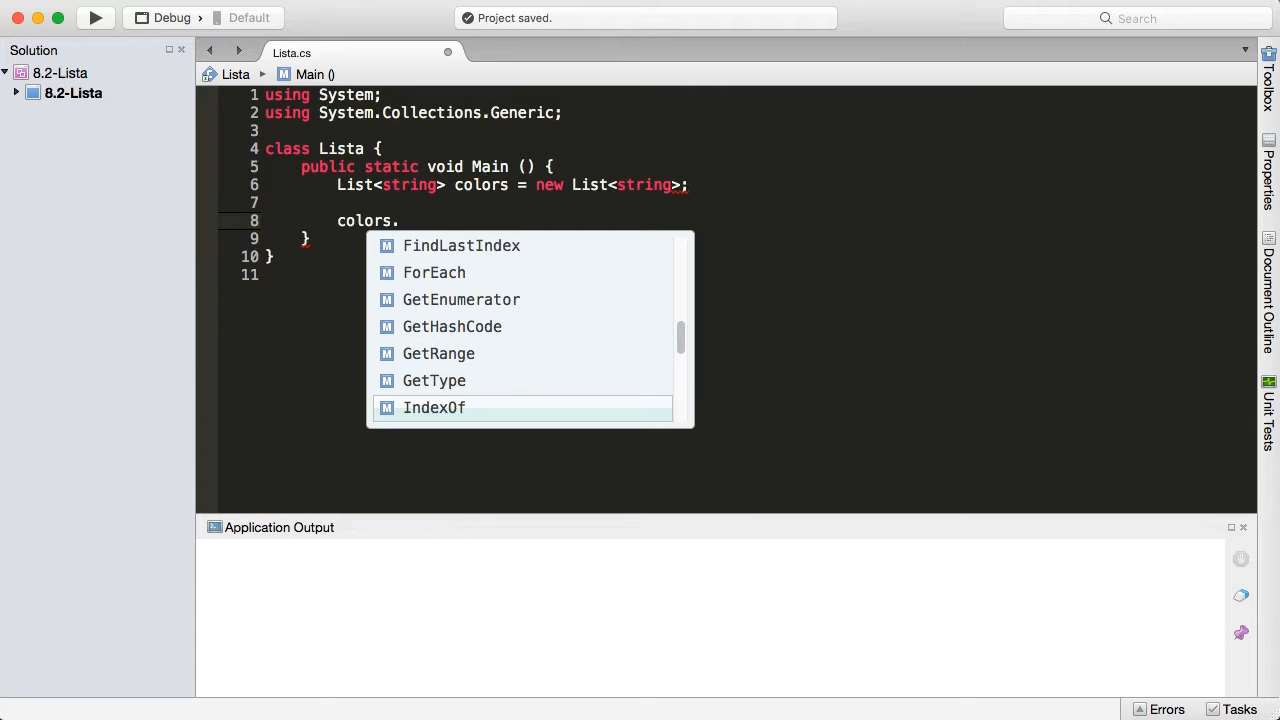 Debug › Default
Project saved.
Search
Solution
8.2-Lista
8.2-Lista
Lista.cs
Lista ▸ M Main ()
1 using System;
2 using System.Collections.Generic;
3
4 class Lista {
5 public static void Main () {
6 List<string> colors = new List<string>;
7
8 colors.
9 }
10 }
11
M FindLastIndex
M ForEach
M GetEnumerator
M GetHashCode
M GetRange
M GetType
M IndexOf
Application Output
Toolbox
Properties
Document Outline
Unit Tests
Errors
Tasks